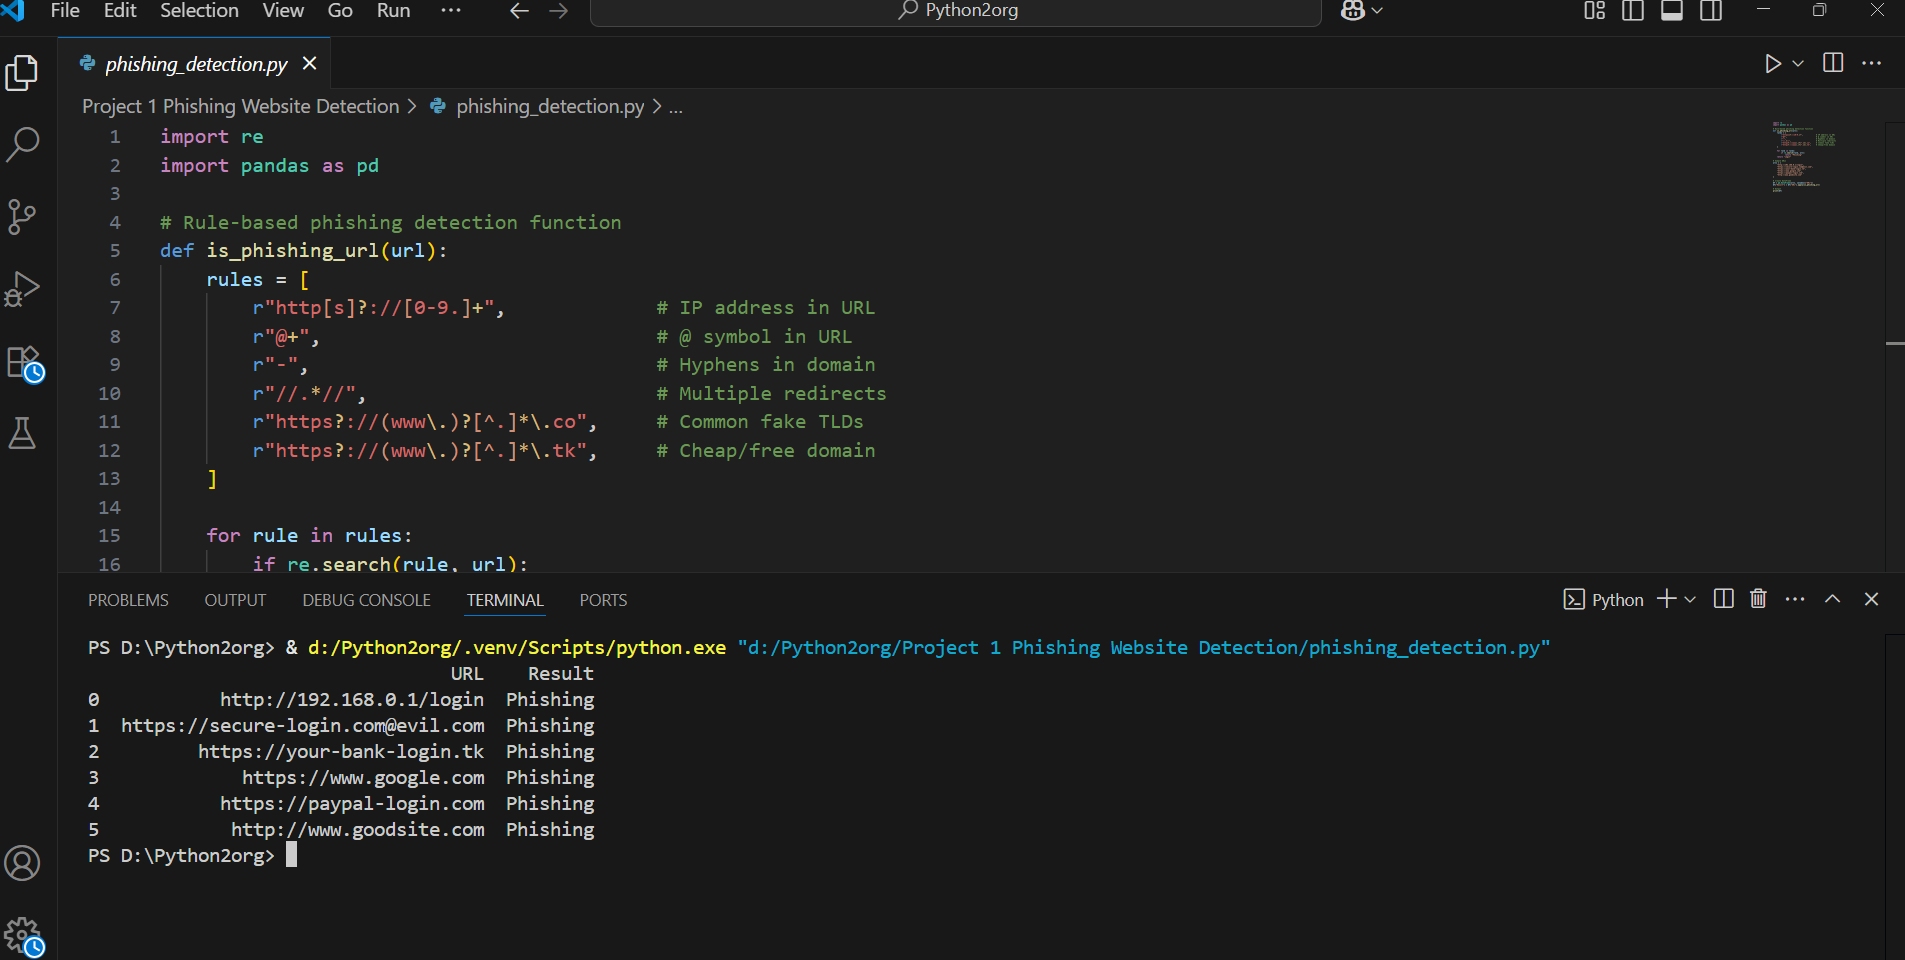 File Edit Selection View Go Run ...
Python2org
phishing_detection.py
Project 1 Phishing Website Detection > phishing_detection.py > ...
1 import re
2 import pandas as pd
3
4 # Rule-based phishing detection function
5 def is_phishing_url(url):
6     rules = [
7         r"http[s]?://[0-9.]+",             # IP address in URL
8         r"@+",                             # @ symbol in URL
9         r"-",                              # Hyphens in domain
10         r"//.*//",                         # Multiple redirects
11         r"https?://(www\.)?[^.]*\.co",     # Common fake TLDs
12         r"https?://(www\.)?[^.]*\.tk",     # Cheap/free domain
13     ]
14
15     for rule in rules:
16         if re.search(rule, url):
PROBLEMS OUTPUT DEBUG CONSOLE TERMINAL PORTS Python
PS D:\Python2org> & d:/Python2org/.venv/Scripts/python.exe "d:/Python2org/Project 1 Phishing Website Detection/phishing_detection.py"
URL Result
0 http://192.168.0.1/login Phishing
1 https://secure-login.com@evil.com Phishing
2 https://your-bank-login.tk Phishing
3 https://www.google.com Phishing
4 https://paypal-login.com Phishing
5 http://www.goodsite.com Phishing
PS D:\Python2org>